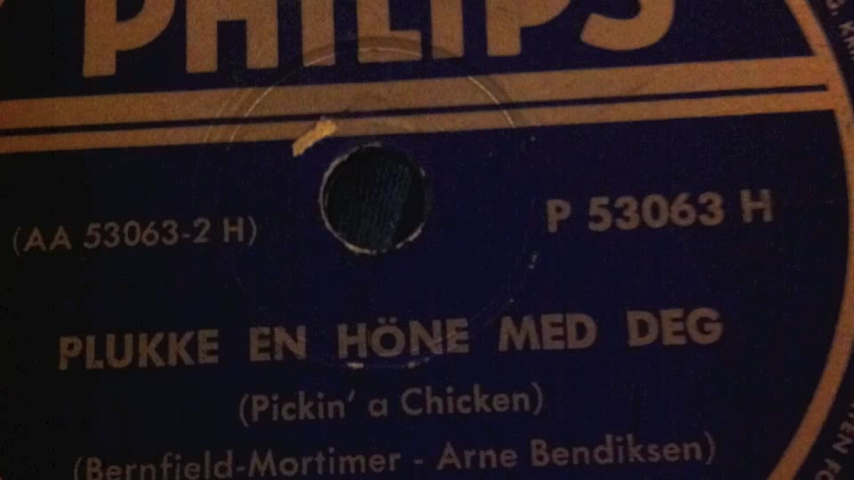 PHILIPS
(AA 53063-2 H)
P 53063 H
PLUKKE EN HÖNE MED DEG
(Pickin' a Chicken)
(Bernfield-Mortimer - Arne Bendiksen)